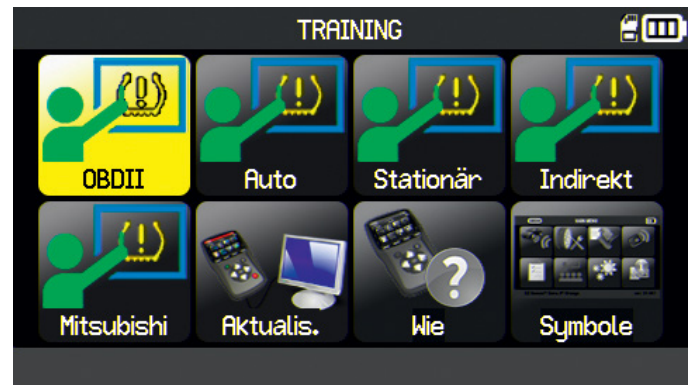 TRAINING
OBDII
Auto
Stationär
Indirekt
Mitsubishi
Aktualis.
Wie
Symbole